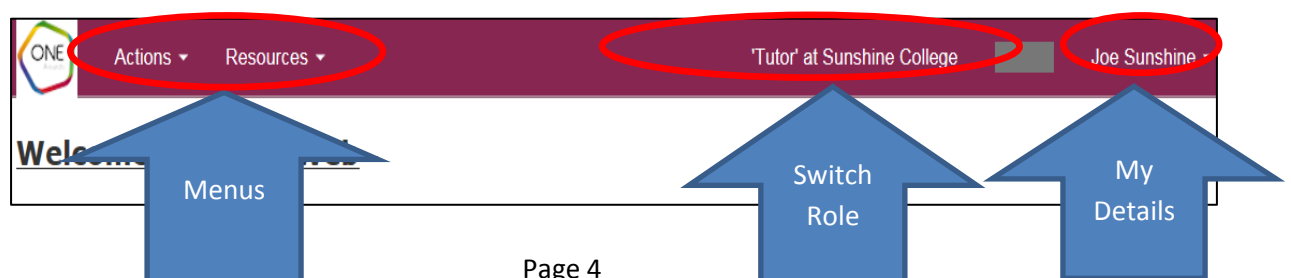 ONE
Actions Resources 'Tutor' at Sunshine College Joe Sunshine
Menus
Switch
Role
My
Details
Page 4